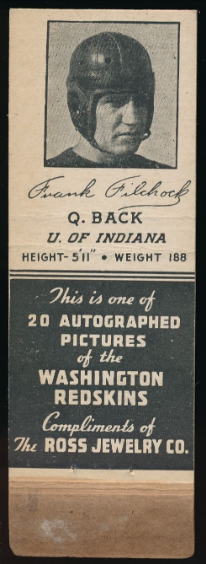 Frank Filchock
Q. BACK
U. OF INDIANA
HEIGHT-5'11" • WEIGHT 188
This is one of
20 AUTOGRAPHED
PICTURES
of the
WASHINGTON
REDSKINS
Compliments of
The ROSS JEWELRY CO.